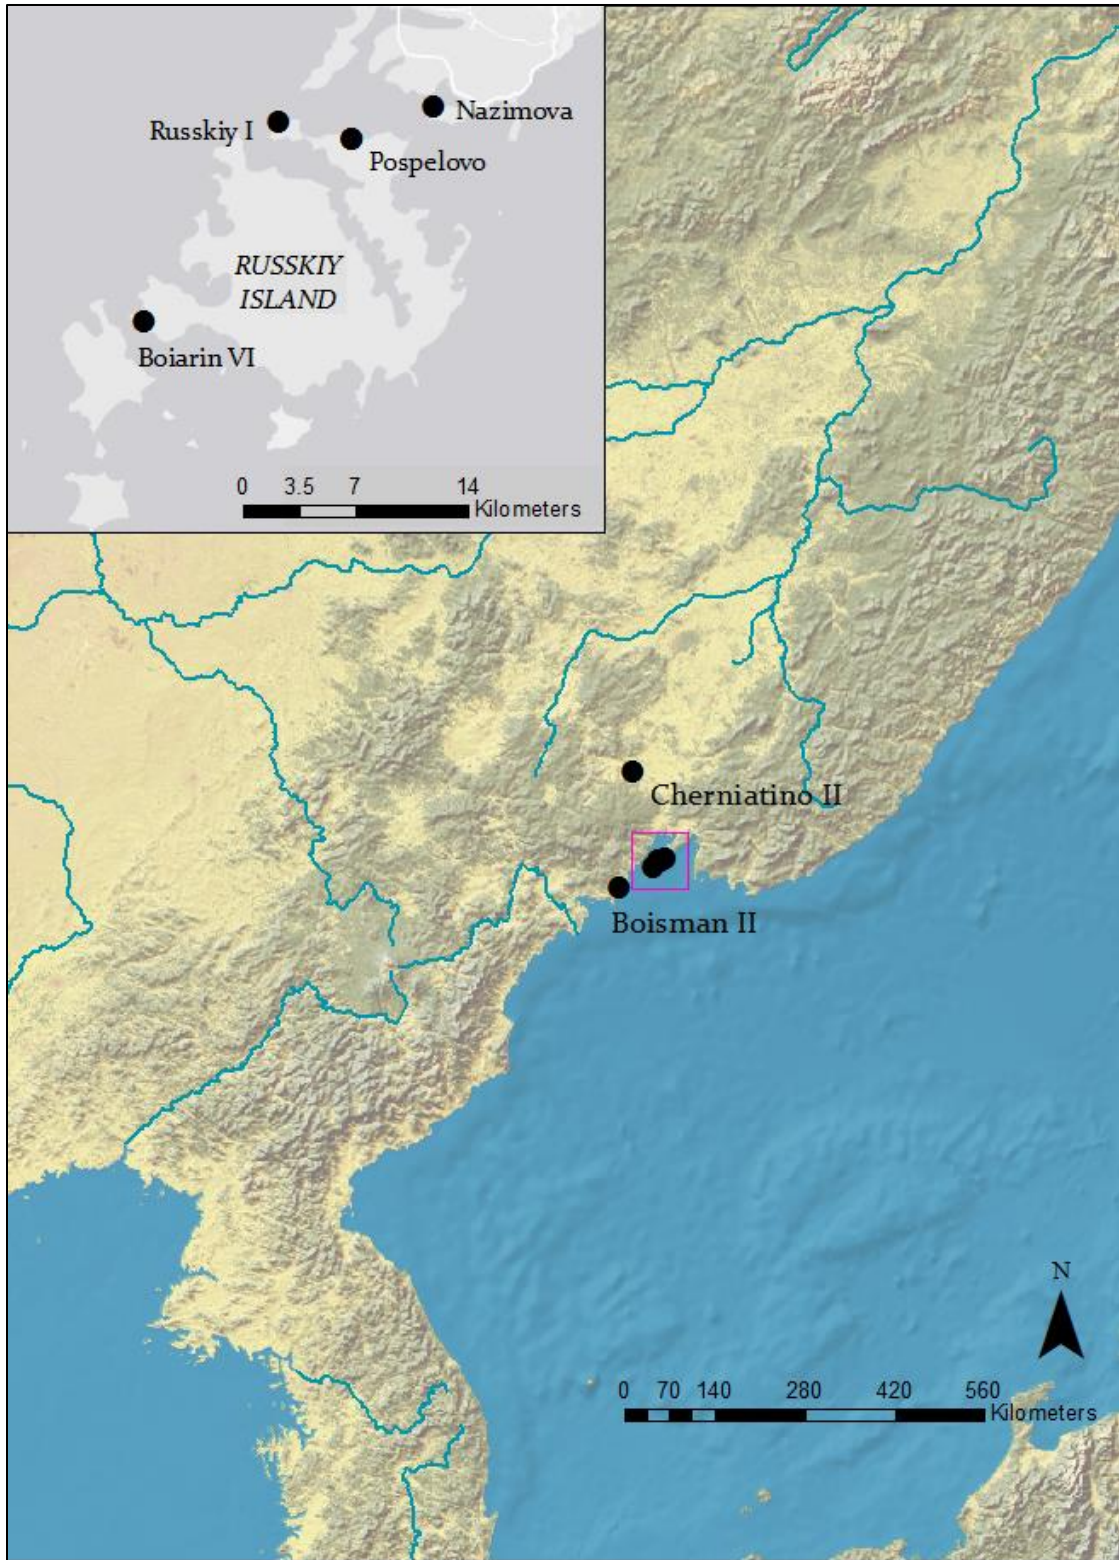 Nazimova
Russkiy I
Pospelovo
RUSSKIY
ISLAND
Boiarin VI
0 3.5 7 14
Kilometers
Cherniatino II
Boisman II
N
0 70 140 280 420 560
Kilometers